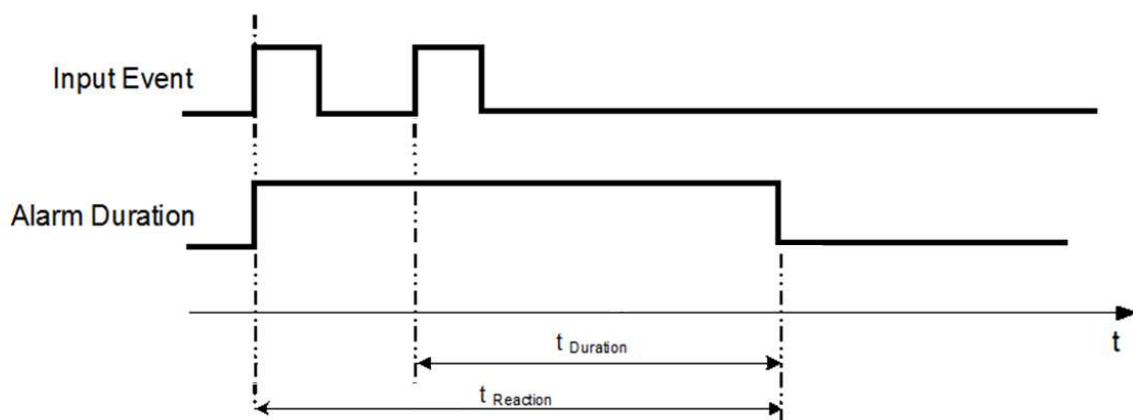 Input Event
Alarm Duration
t
t Duration
t Reaction